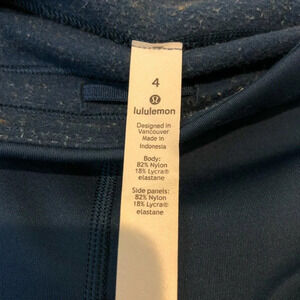 4
lululemon
Designed in
Vancouver
Made in
Indonesia
Body:
82% Nylon
18% Lycra®
elastane
Side panels:
82% Nylon
18% Lycra®
elastane